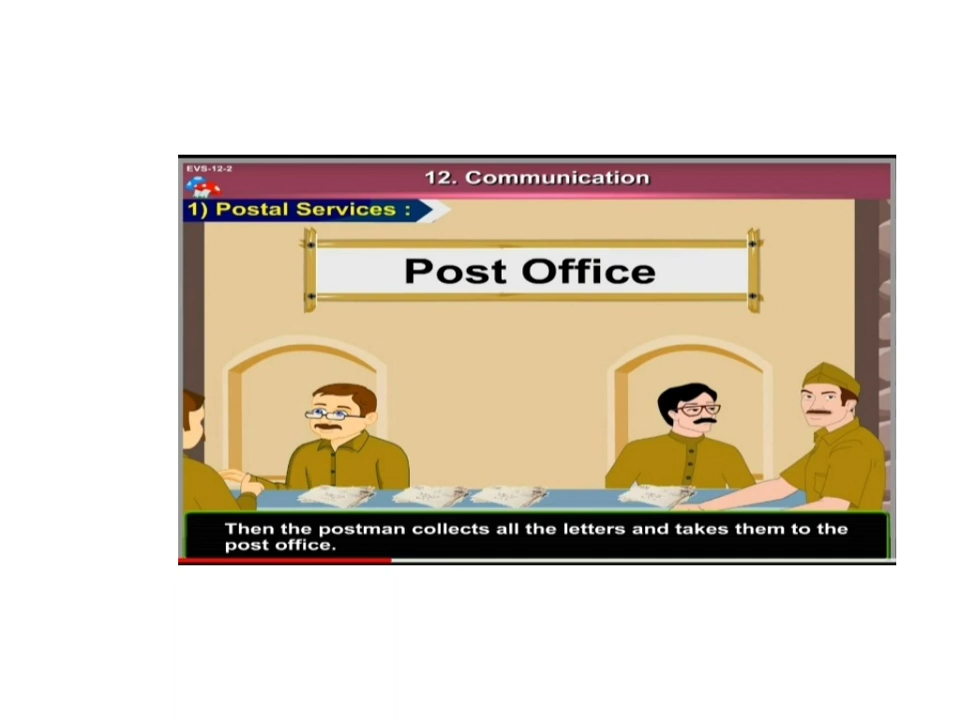 EVS-12-2
12. Communication
1) Postal Services :
Post Office
Then the postman collects all the letters and takes them to the
post office.